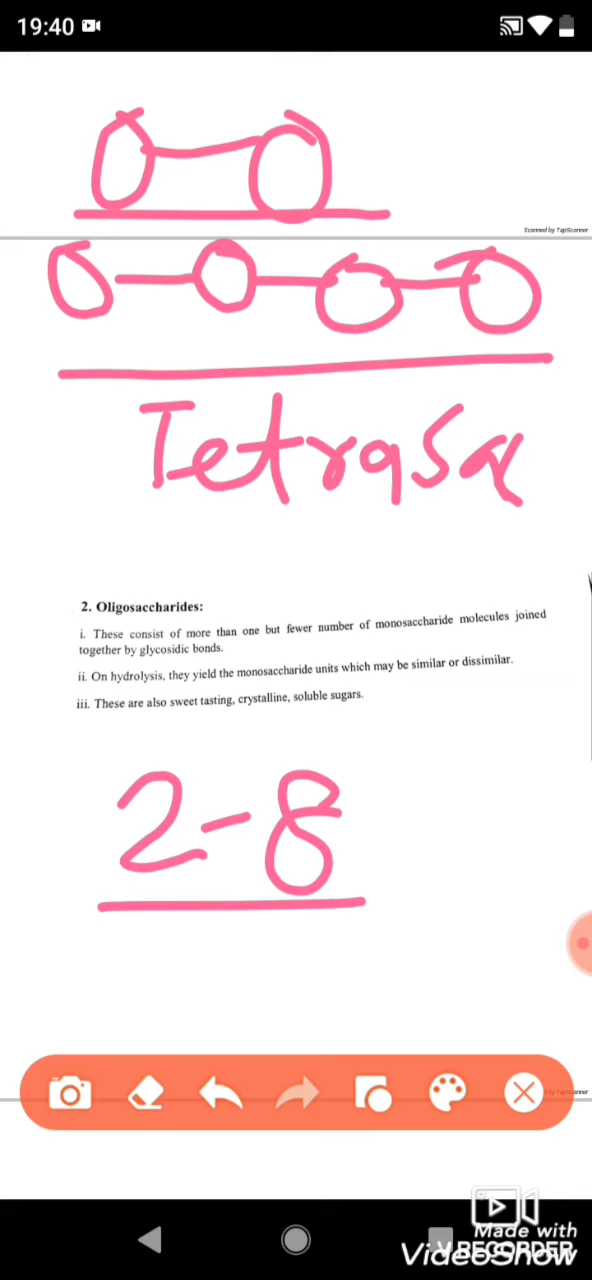 19:40
Scanned by TapScanner
Tetrasa
2. Oligosaccharides:
i. These consist of more than one but fewer number of monosaccharide molecules joined
together by glycosidic bonds.
ii. On hydrolysis, they yield the monosaccharide units which may be similar or dissimilar.
iii. These are also sweet tasting, crystalline, soluble sugars.
2-8
Made with
VideoShow